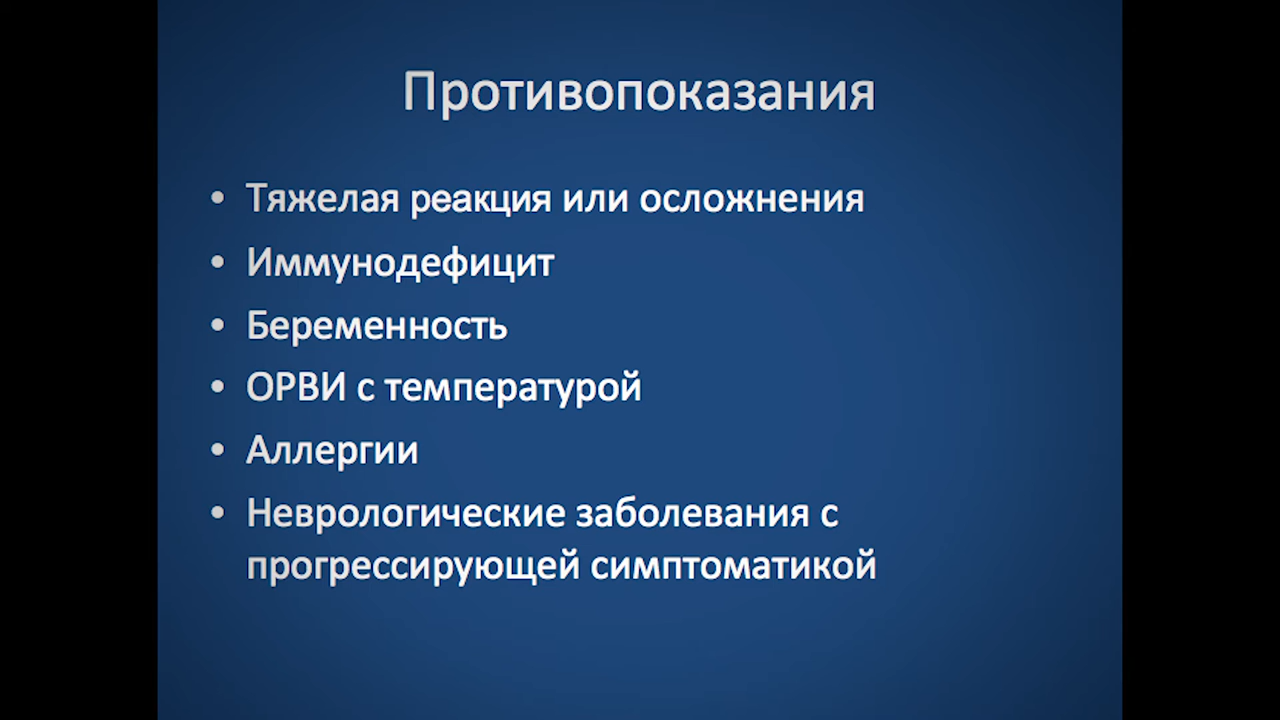 Противопоказания
• Тяжелая реакция или осложнения
• Иммунодефицит
• Беременность
• ОРВИ с температурой
• Аллергии
• Неврологические заболевания с
прогрессирующей симптоматикой